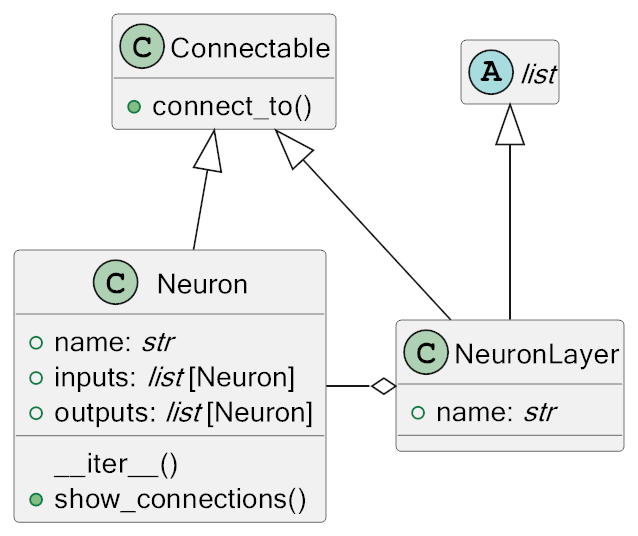 C Connectable
connect_to()
A list
C Neuron
name: str
inputs: list[Neuron]
outputs: list[Neuron]
__iter__()
show_connections()
C NeuronLayer
name: str